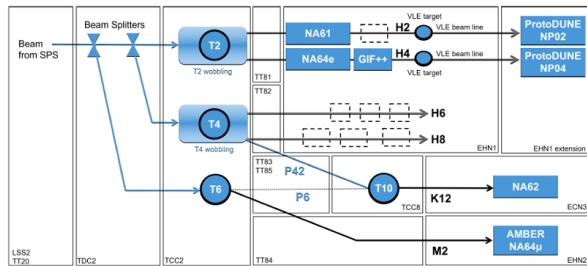 Beam Splitters
Beam
from SPS
T2
T2 wobbling
NA61
H2
VLE target
VLE beam line
ProtoDUNE
NP02
NA64e
GIF++
H4
VLE target
VLE beam line
ProtoDUNE
NP04
TT81
TT82
T4
T4 wobbling
H6
H8
EHN1
EHN1 extension
TT83
TT85
P42
P6
T6
T10
TCC8
K12
NA62
ECN3
M2
AMBER
NA64μ
EHN2
LSS2
TT20
TDC2
TCC2
TT84